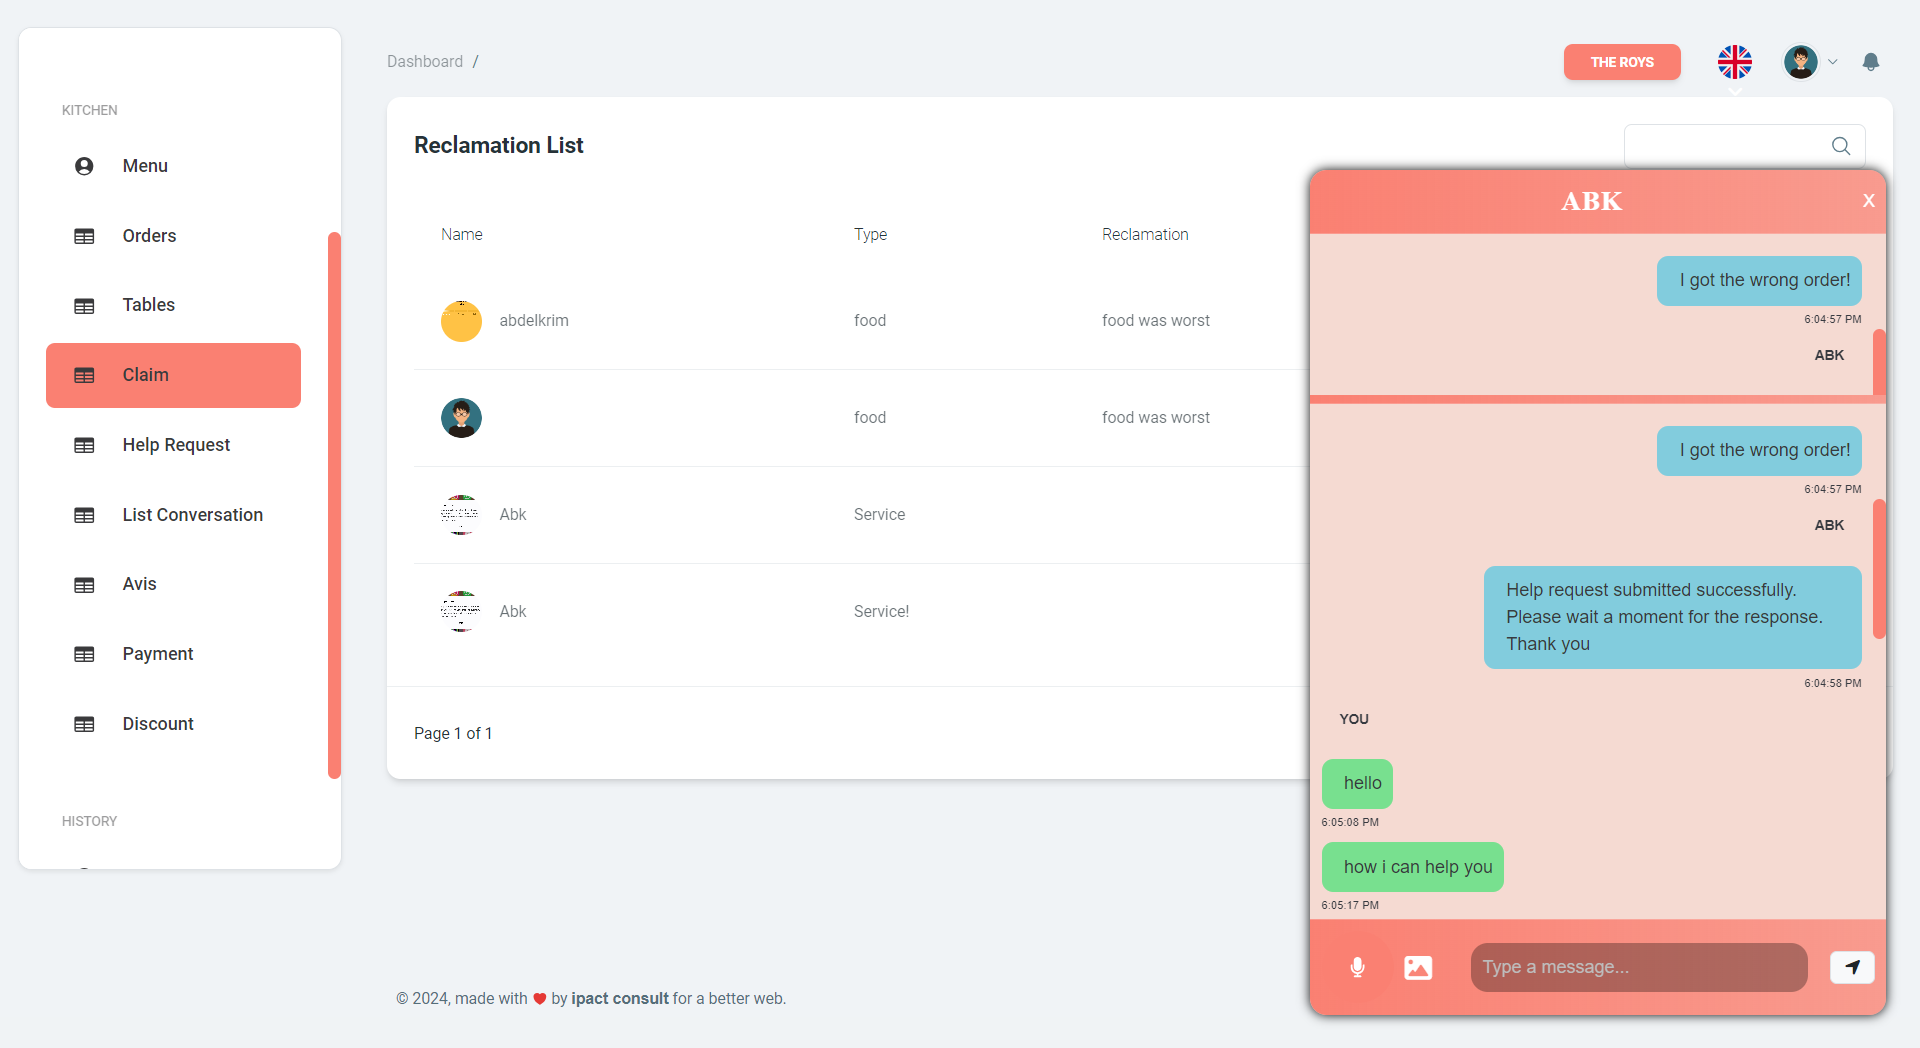 KITCHEN
Menu
Orders
Tables
Claim
Help Request
List Conversation
Avis
Payment
Discount
HISTORY
Dashboard /
THE ROYS
Reclamation List
Name Type Reclamation
abdelkrim food food was worst
food food was worst
Abk Service
Abk Service!
Page 1 of 1
© 2024, made with by ipact consult for a better web.
ABK
X
I got the wrong order!
6:04:57 PM
ABK
I got the wrong order!
6:04:57 PM
ABK
Help request submitted successfully.
Please wait a moment for the response.
Thank you
6:04:58 PM
YOU
hello
6:05:08 PM
how i can help you
6:05:17 PM
Type a message...